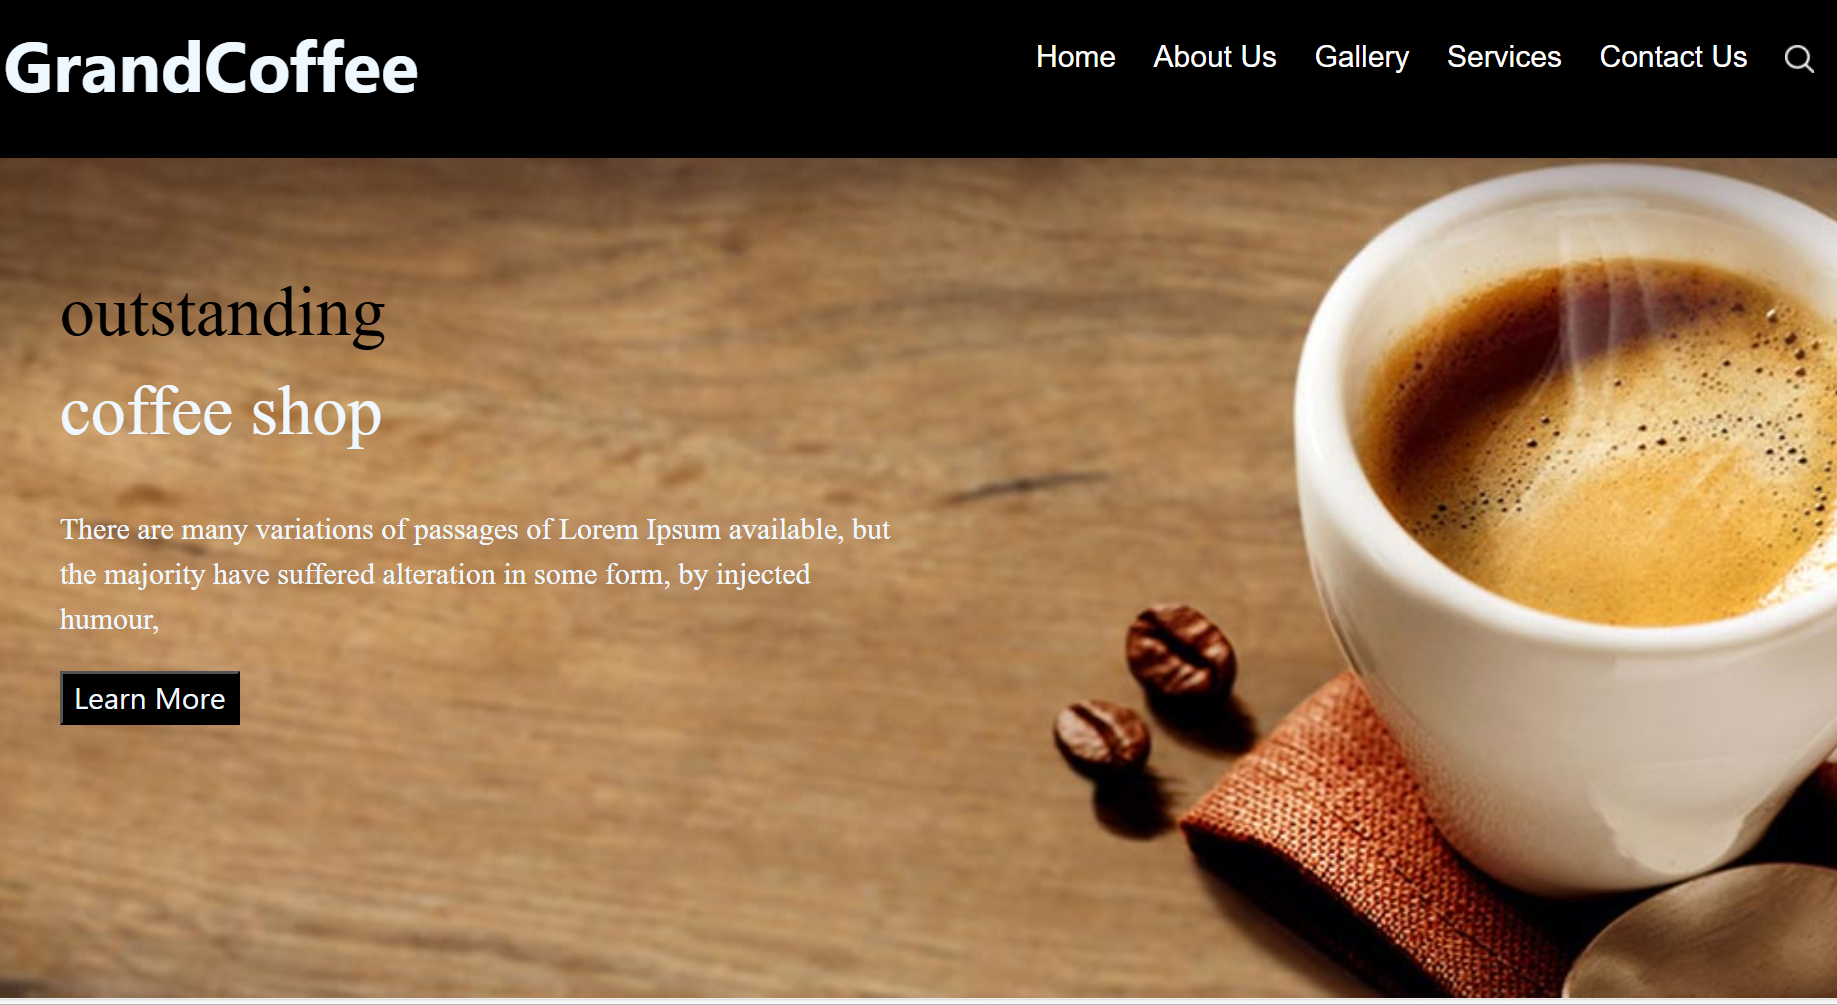 GrandCoffee
Home About Us Gallery Services Contact Us
outstanding
coffee shop
There are many variations of passages of Lorem Ipsum available, but
the majority have suffered alteration in some form, by injected
humour,
Learn More